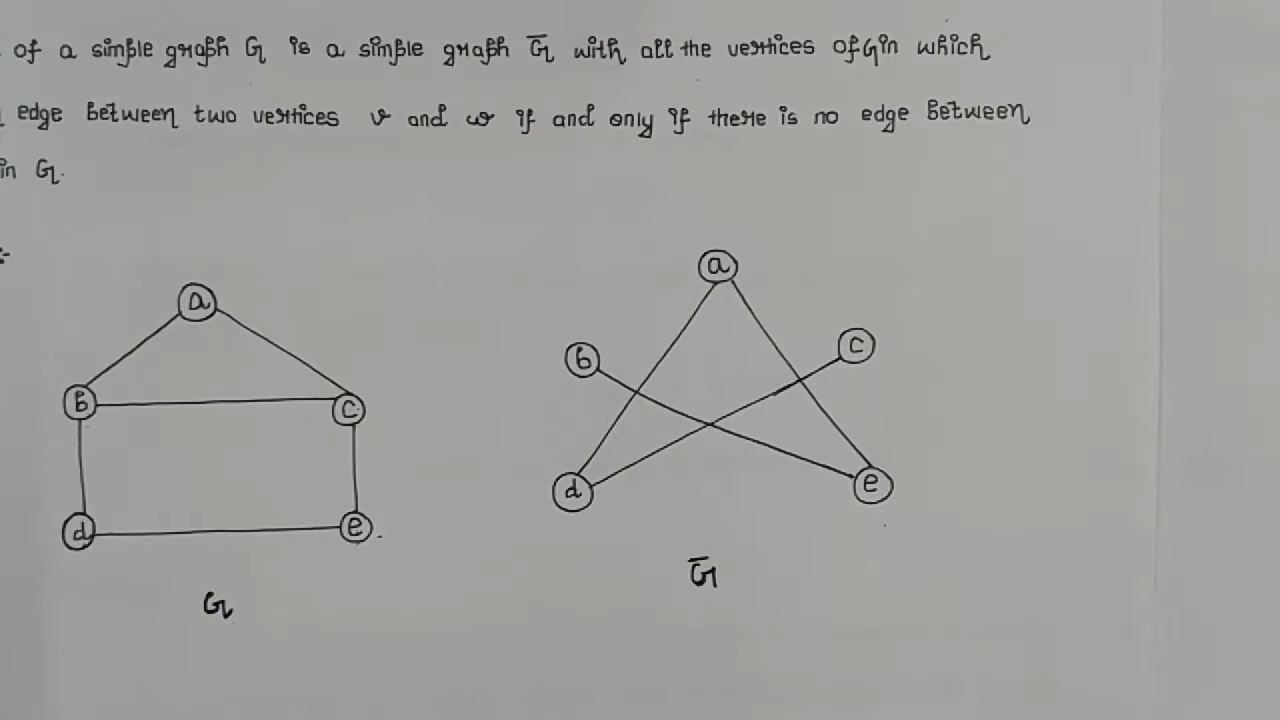 of a simple graph G is a simple graph G̅ with all the vertices of G in which
edge between two vertices v and w if and only if there is no edge between
in G.
:-
a
a
b
c
B
C
d
e
d
e.
G̅
G